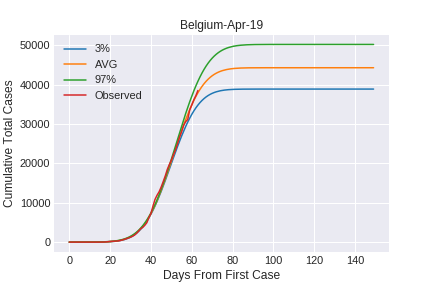 Belgium-Apr-19
3%
AVG
97%
Observed
Cumulative Total Cases
50000
40000
30000
20000
10000
0
0 20 40 60 80 100 120 140
Days From First Case